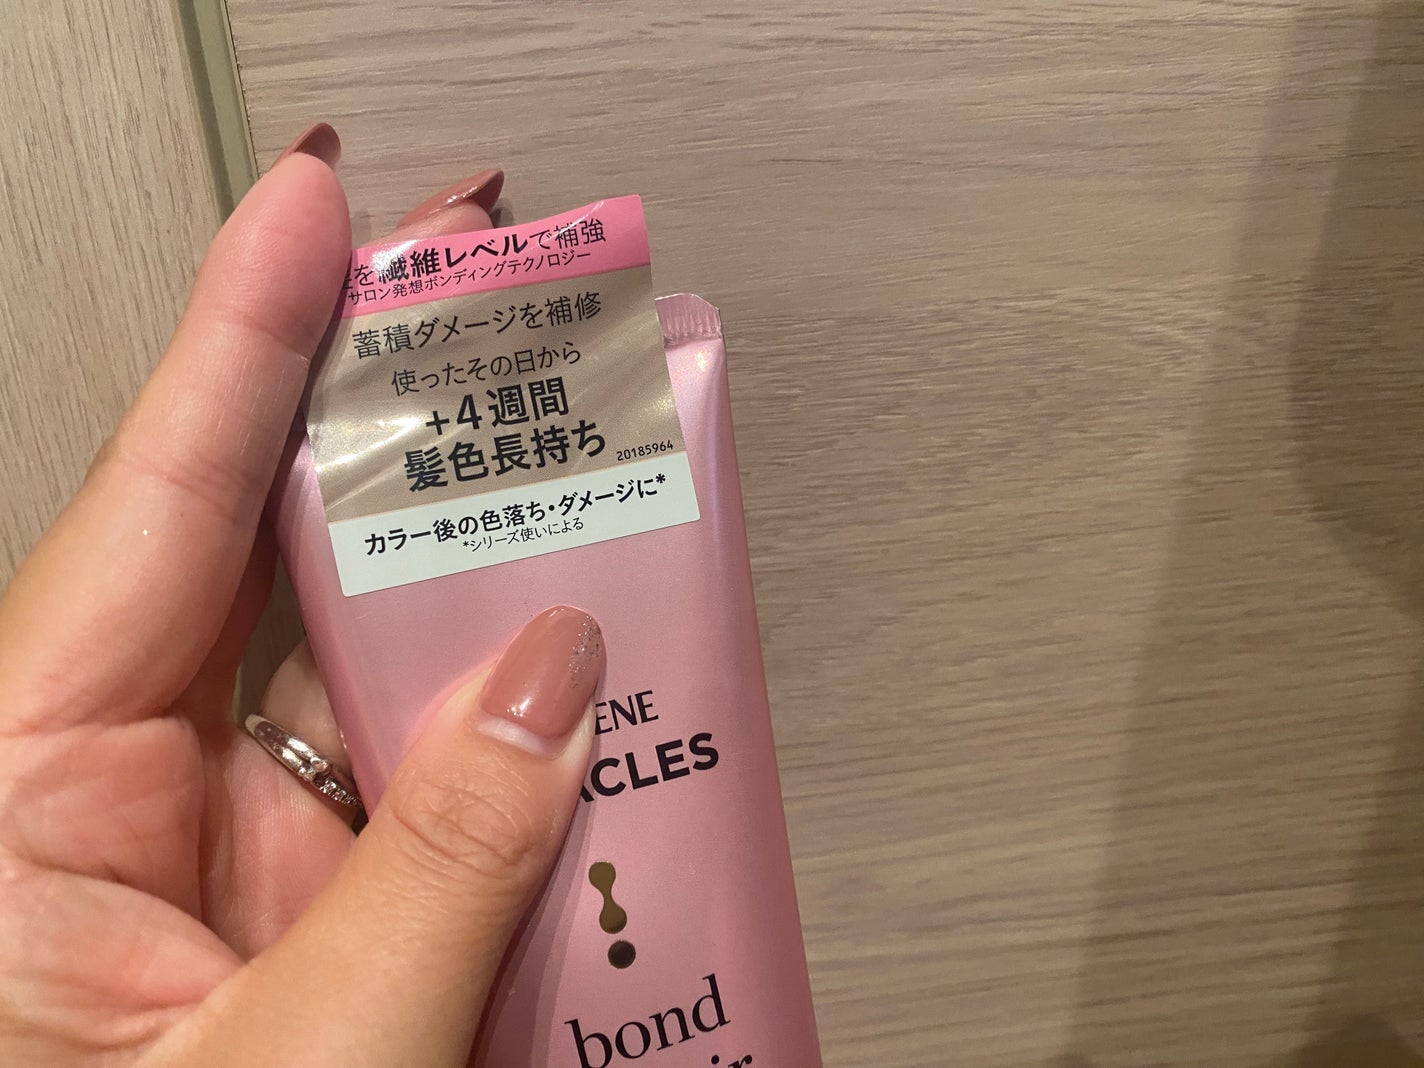 を繊維レベルで補強
サロン発想ボンディングテクノロジー
蓄積ダメージを補修
使ったその日から
+4週間
髪色長持ち
20185964
カラー後の色落ち・ダメージに*
*シリーズ使いによる
ENE
ACLES
bond